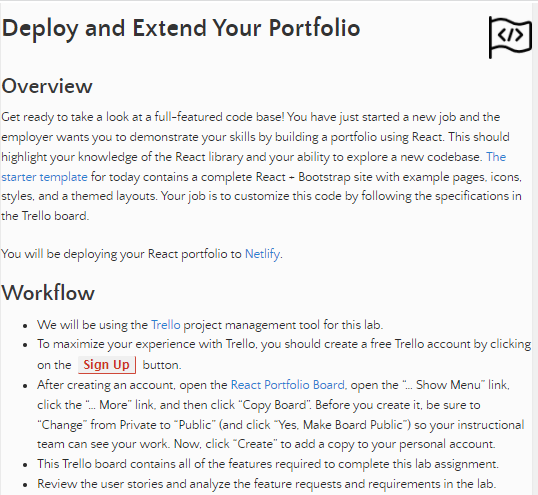 Deploy and Extend Your Portfolio
</>
Overview
Get ready to take a look at a full-featured code base! You have just started a new job and the
employer wants you to demonstrate your skills by building a portfolio using React. This should
highlight your knowledge of the React library and your ability to explore a new codebase. The
starter template for today contains a complete React + Bootstrap site with example pages, icons,
styles, and a themed layouts. Your job is to customize this code by following the specifications in
the Trello board.
You will be deploying your React portfolio to Netlify.
Workflow
• We will be using the Trello project management tool for this lab.
• To maximize your experience with Trello, you should create a free Trello account by clicking
on the Sign Up button.
• After creating an account, open the React Portfolio Board, open the “... Show Menu” link,
click the “... More” link, and then click “Copy Board”. Before you create it, be sure to
“Change” from Private to “Public” (and click “Yes, Make Board Public”) so your instructional
team can see your work. Now, click “Create” to add a copy to your personal account.
• This Trello board contains all of the features required to complete this lab assignment.
• Review the user stories and analyze the feature requests and requirements in the lab.